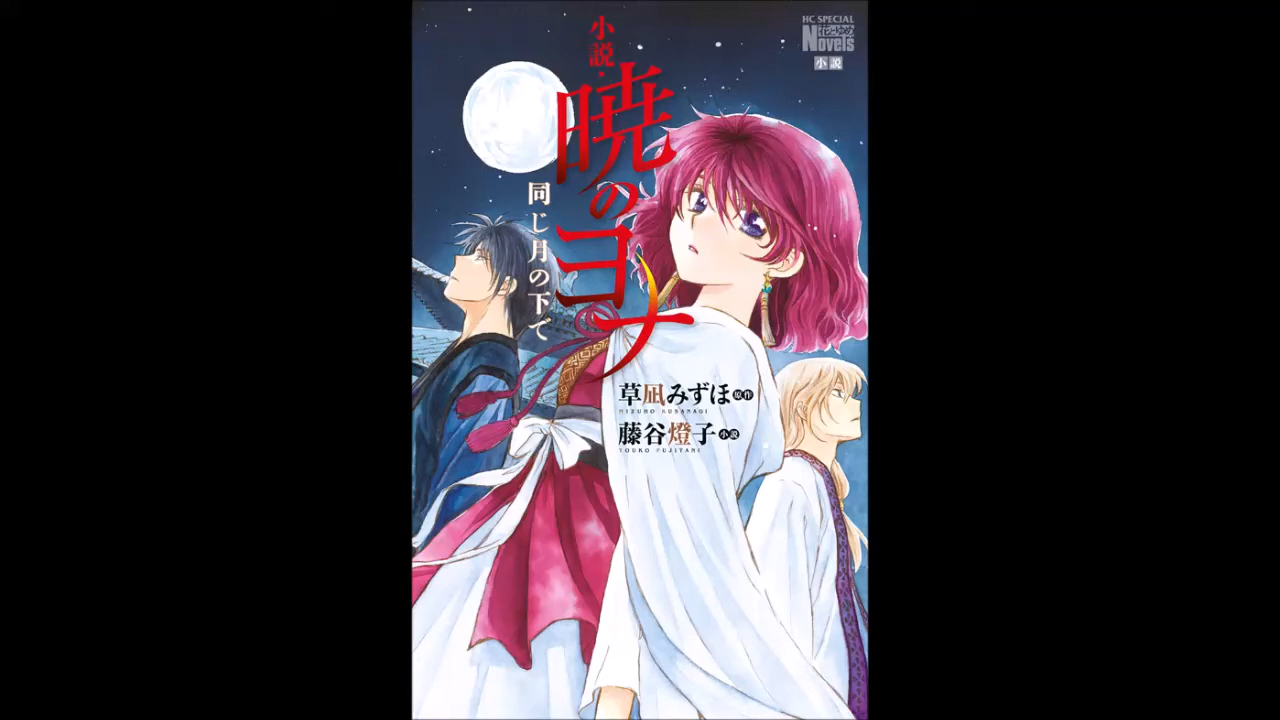 HC SPECIAL
花とゆめ
Novels
小説
小説・
暁のヨナ
同じ月の下で
草凪みずほ 原作
MIZUHO KUSANAGI
藤谷燈子 小説
TOUKO FUJITANI